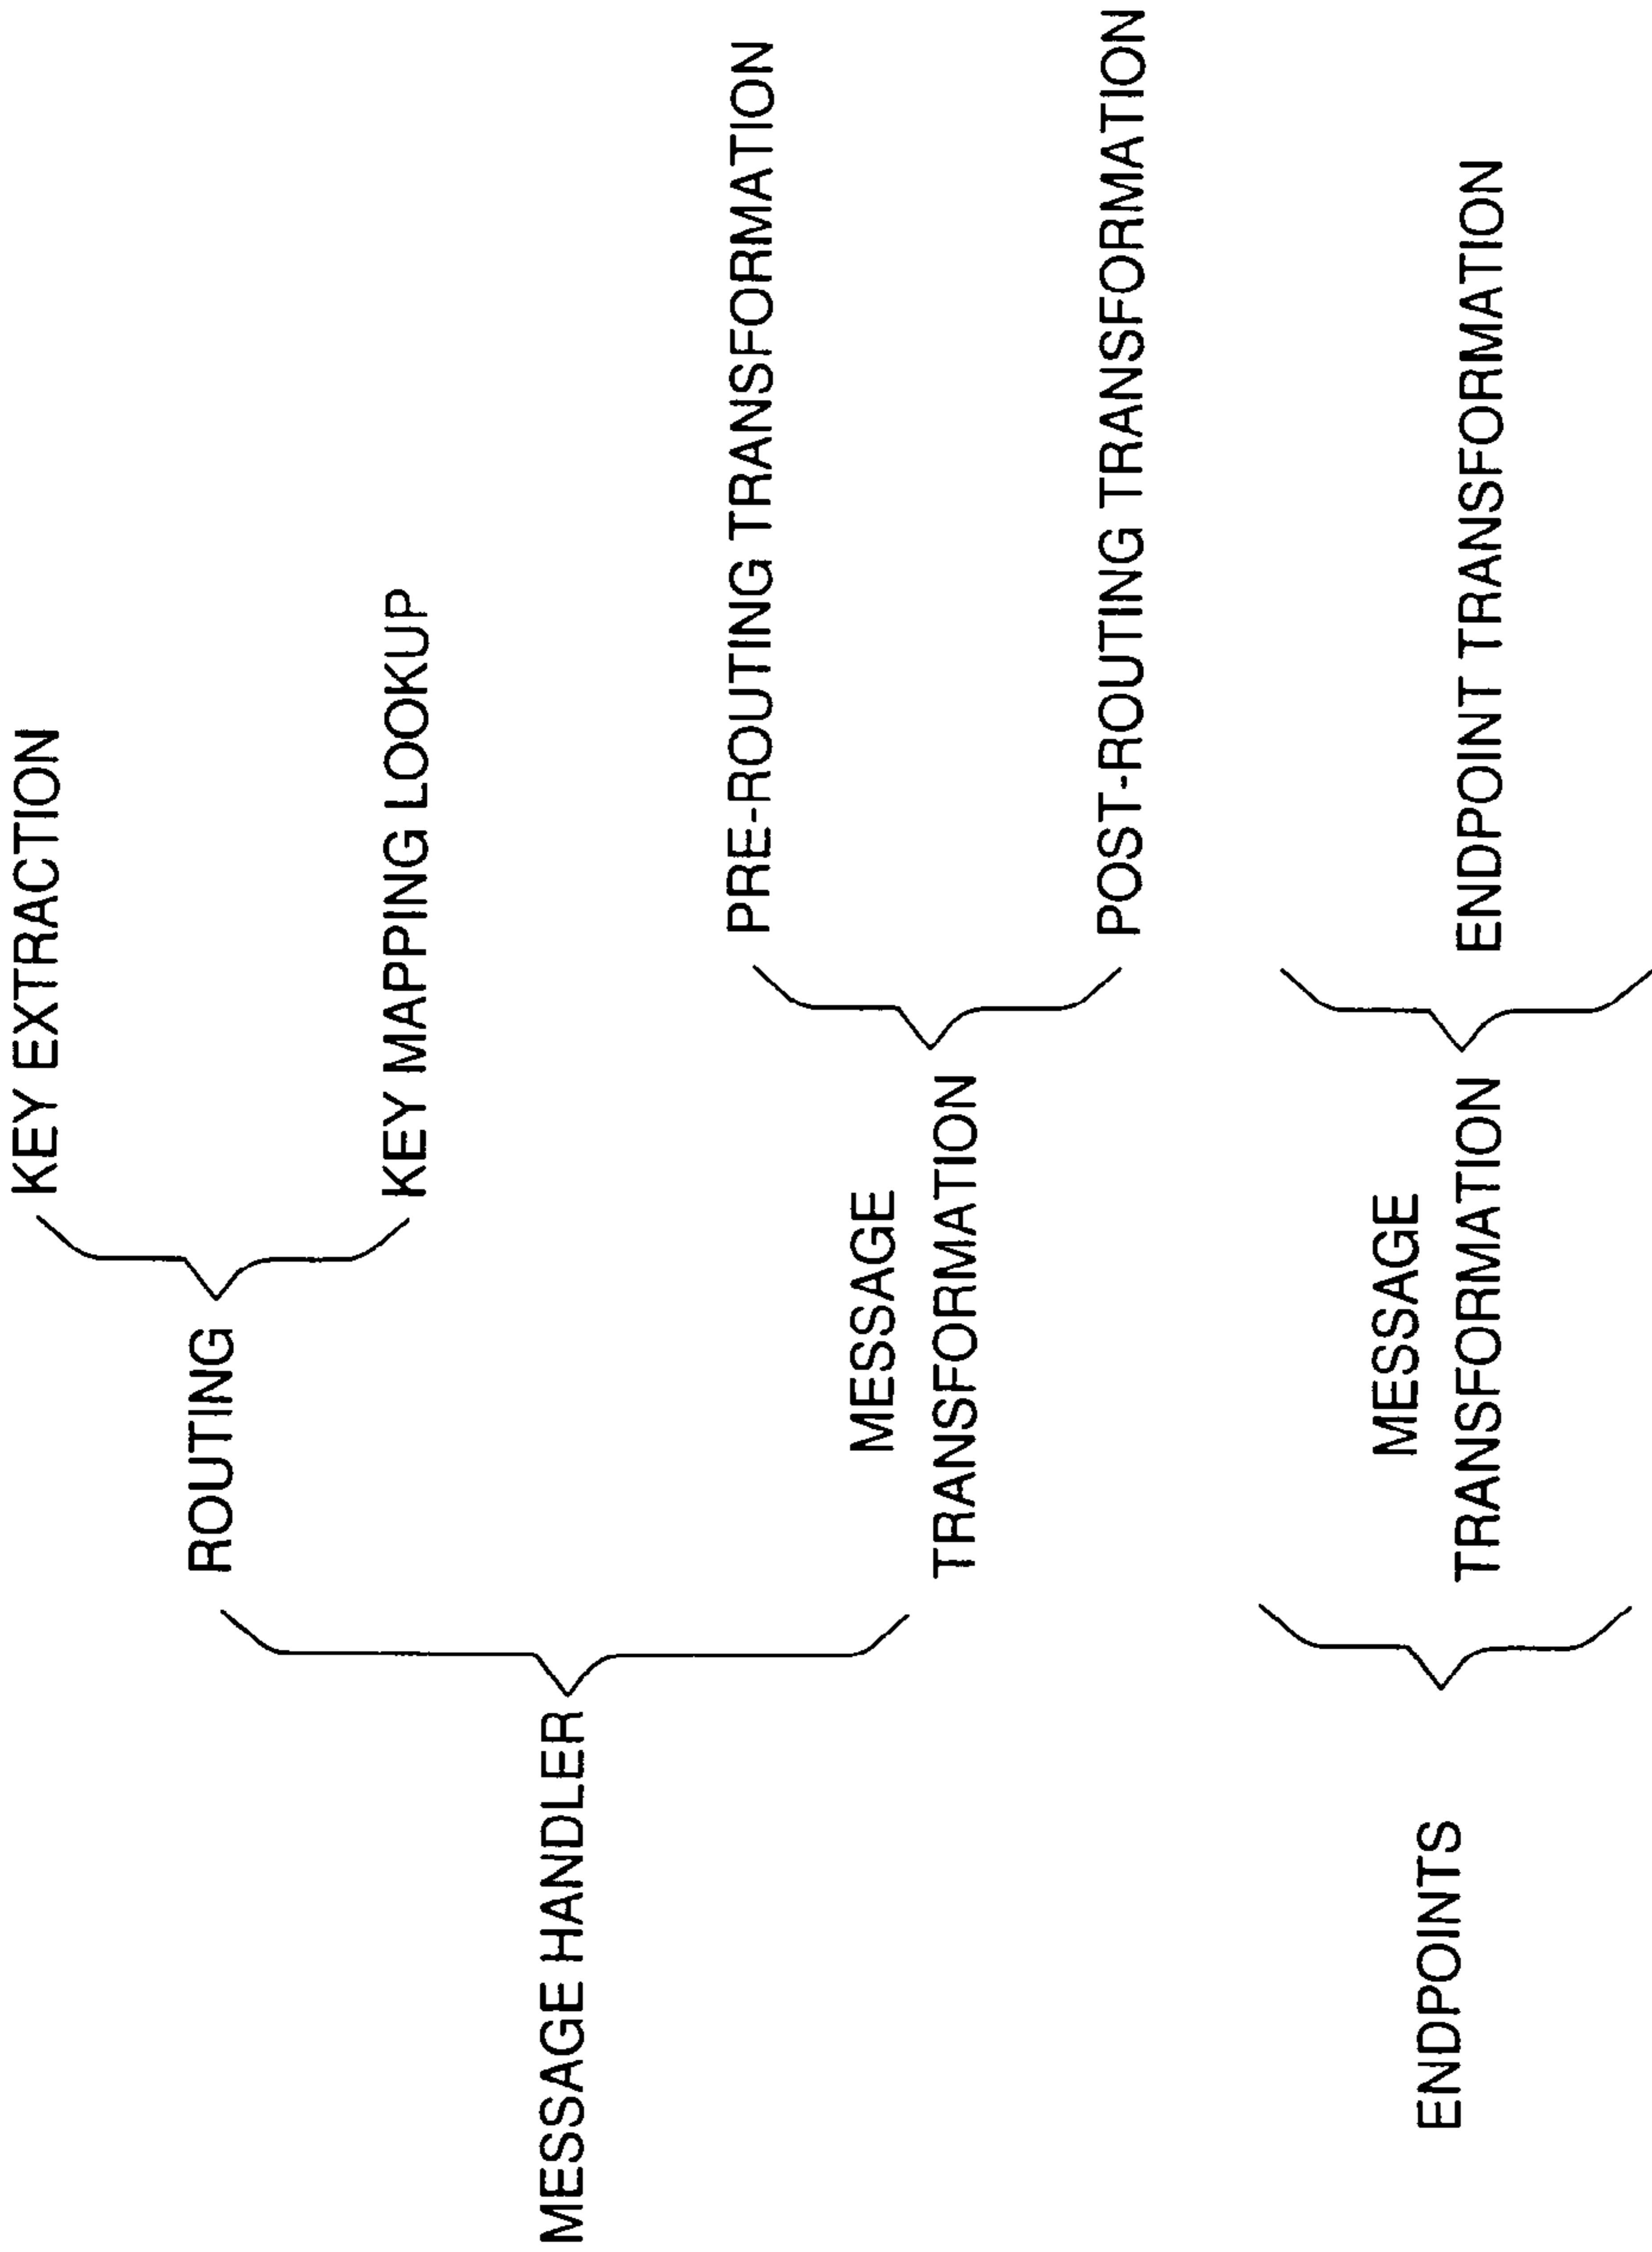 KEY EXTRACTION
ROUTING
KEY MAPPING LOOKUP
MESSAGE HANDLER
PRE-ROUTING TRANSFORMATION
MESSAGE
TRANSFORMATION
POST-ROUTING TRANSFORMATION
ENDPOINTS
MESSAGE
TRANSFORMATION
ENDPOINT TRANSFORMATION